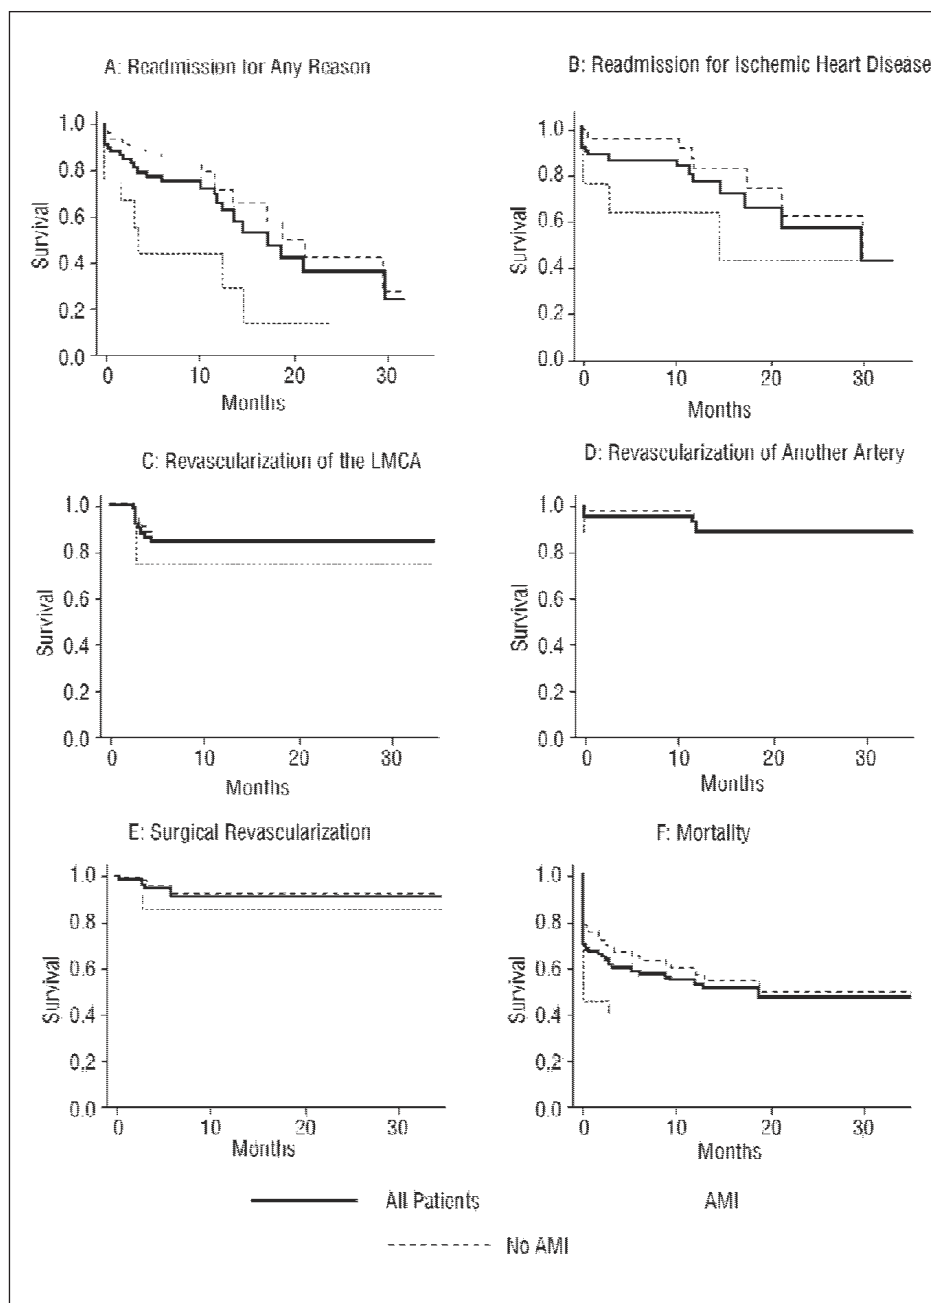 A: Readmission for Any Reason
1.0
0.8
0.6
0.4
0.2
0.0
Survival
0 10 20 30
Months
B: Readmission for Ischemic Heart Disease
1.0
0.8
0.6
0.4
0.2
0.0
Survival
0 10 20 30
Months
C: Revascularization of the LMCA
1.0
0.8
0.6
0.4
0.2
0.0
Survival
0 10 20 30
Months
D: Revascularization of Another Artery
1.0
0.8
0.6
0.4
0.2
0.0
Survival
0 10 20 30
Months
E: Surgical Revascularization
1.0
0.8
0.6
0.4
0.2
0.0
Survival
0 10 20 30
Months
F: Mortality
1.0
0.8
0.6
0.4
0.2
0.0
Survival
0 10 20 30
Months
All Patients
AMI
No AMI